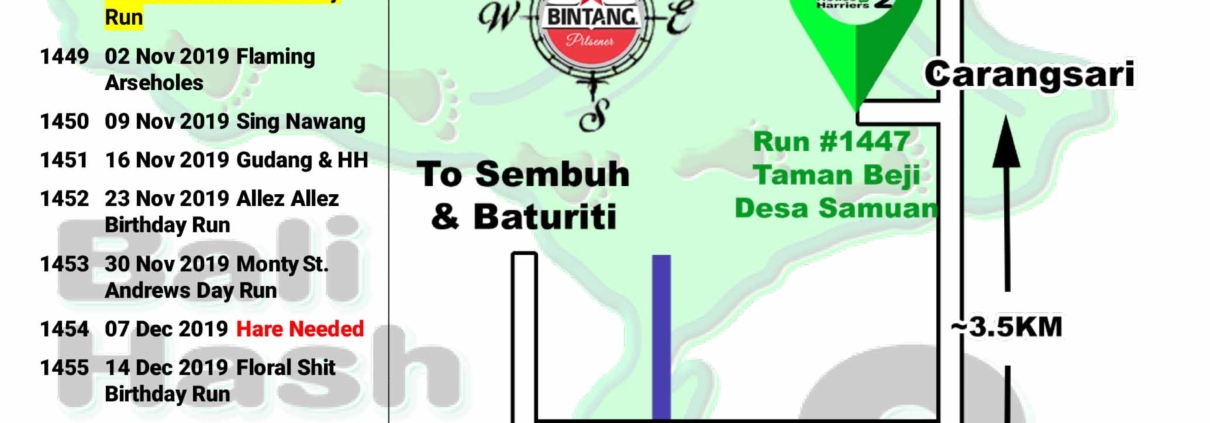 Run
1449 02 Nov 2019 Flaming
Arseholes
1450 09 Nov 2019 Sing Nawang
1451 16 Nov 2019 Gudang & HH
1452 23 Nov 2019 Allez Allez
Birthday Run
1453 30 Nov 2019 Monty St.
Andrews Day Run
1454 07 Dec 2019 Hare Needed
1455 14 Dec 2019 Floral Shit
Birthday Run
Bali
Hash
W
E
S
BINTANG
Pilsener
Harriers 2
Carangsari
Run #1447
Taman Beji
Desa Samuan
To Sembuh
& Baturiti
~3.5KM